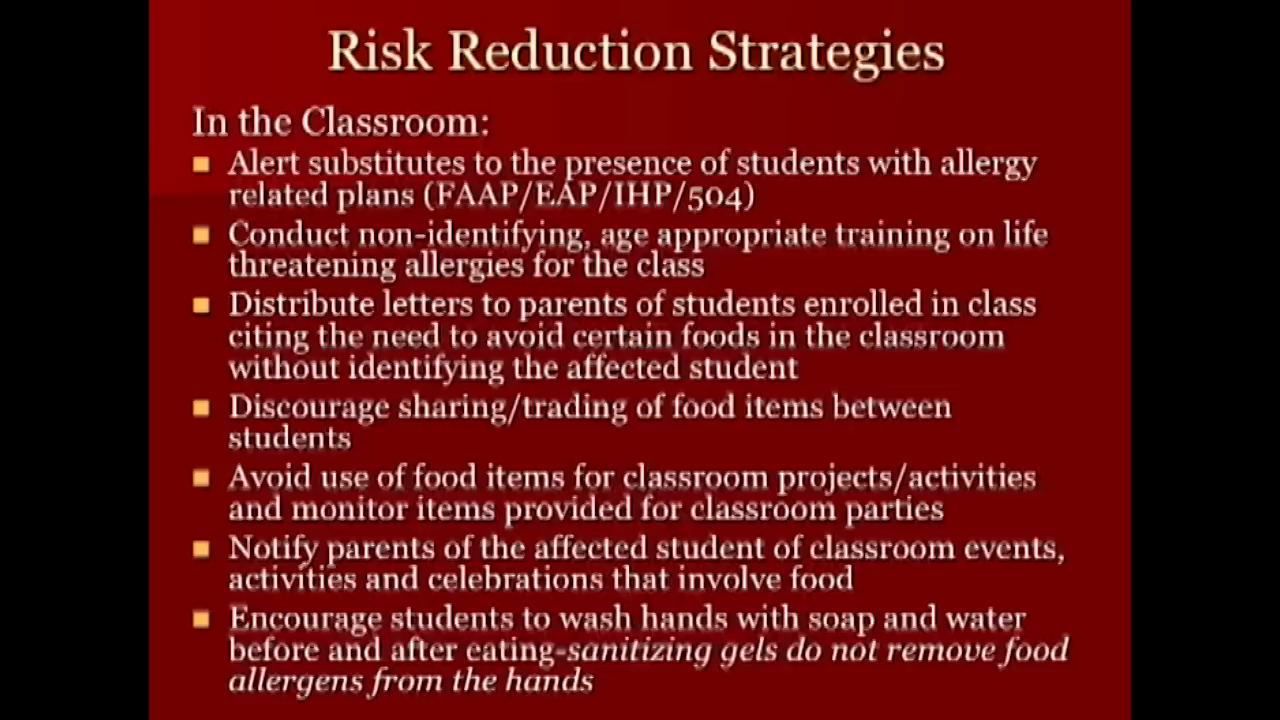 Risk Reduction Strategies
In the Classroom:
Alert substitutes to the presence of students with allergy
related plans (FAAP/EAP/IHP/504)
Conduct non-identifying, age appropriate training on life
threatening allergies for the class
Distribute letters to parents of students enrolled in class
citing the need to avoid certain foods in the classroom
without identifying the affected student
Discourage sharing/trading of food items between
students
Avoid use of food items for classroom projects/activities
and monitor items provided for classroom parties
Notify parents of the affected student of classroom events,
activities and celebrations that involve food
Encourage students to wash hands with soap and water
before and after eating-sanitizing gels do not remove food
allergens from the hands